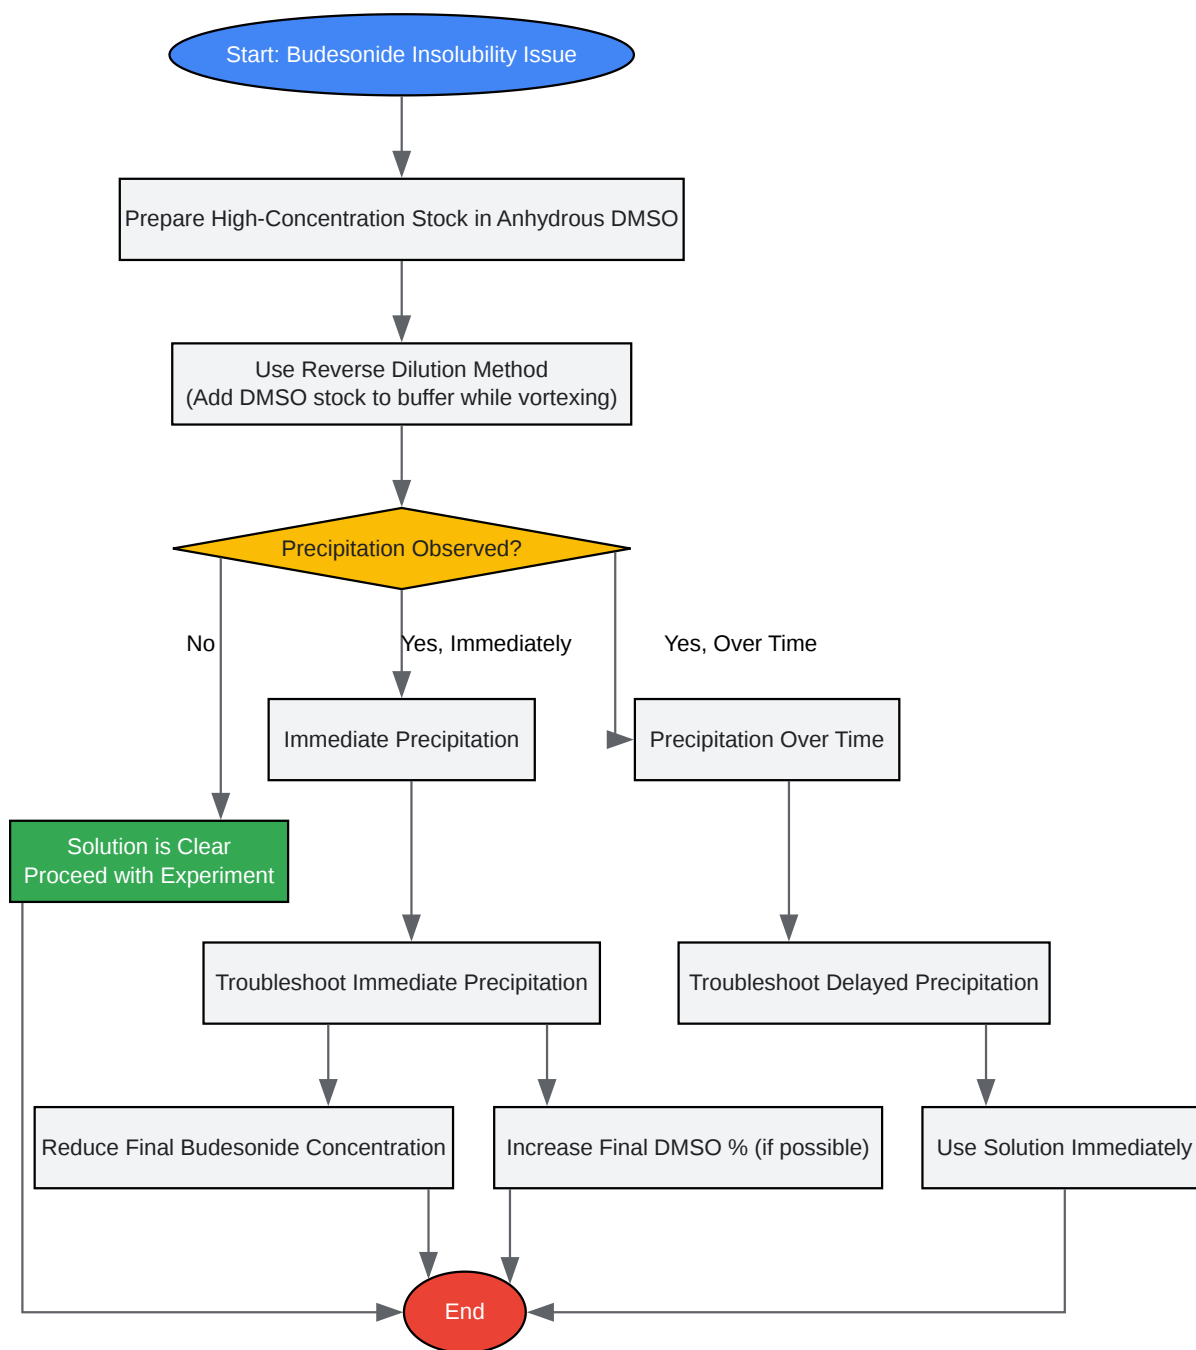 Start: Budesonide Insolubility Issue
Prepare High-Concentration Stock in Anhydrous DMSO
Use Reverse Dilution Method
(Add DMSO stock to buffer while vortexing)
Precipitation Observed?
No
Yes, Immediately
Yes, Over Time
Immediate Precipitation
Precipitation Over Time
Solution is Clear
Proceed with Experiment
Troubleshoot Immediate Precipitation
Troubleshoot Delayed Precipitation
Reduce Final Budesonide Concentration
Increase Final DMSO % (if possible)
Use Solution Immediately
End